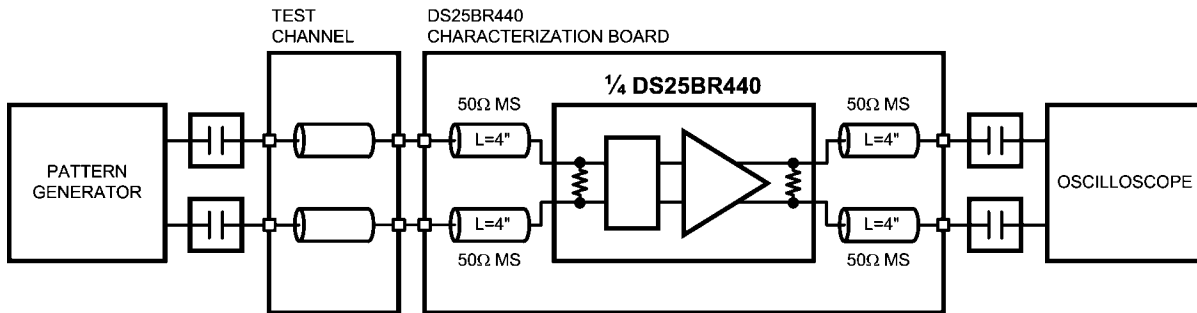 TEST
CHANNEL
DS25BR440
CHARACTERIZATION BOARD
¼ DS25BR440
50Ω MS
50Ω MS
L=4"
L=4"
PATTERN
GENERATOR
OSCILLOSCOPE
L=4"
L=4"
50Ω MS
50Ω MS